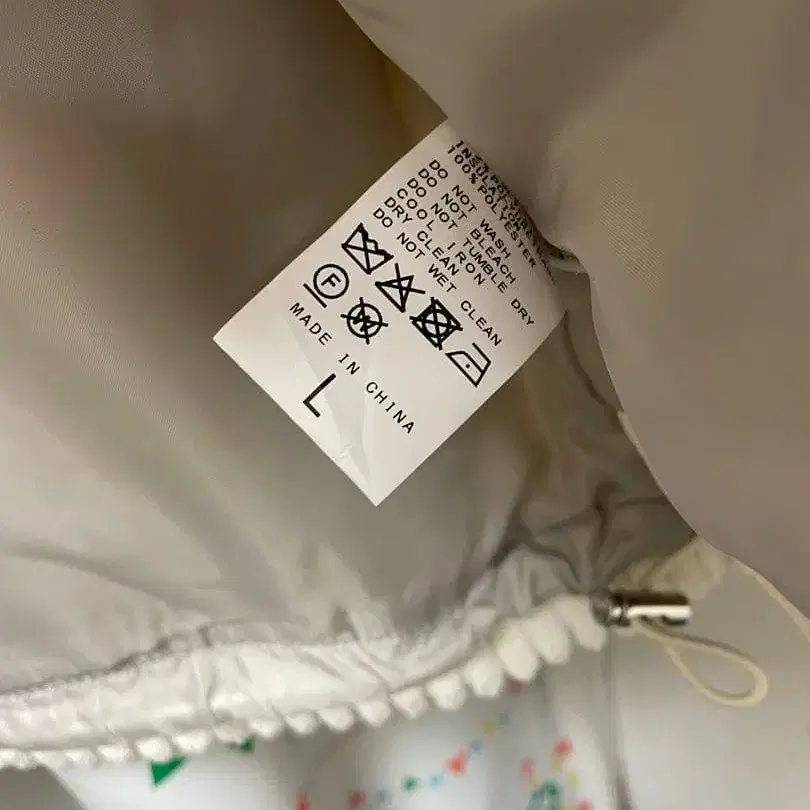 INSULATION:
100%POLYESTER
DO NOT WASH
DO NOT BLEACH
DO NOT TUMBLE DRY
COOL IRON
DRY CLEAN
DO NOT WET CLEAN
F
W
MADE IN CHINA
L